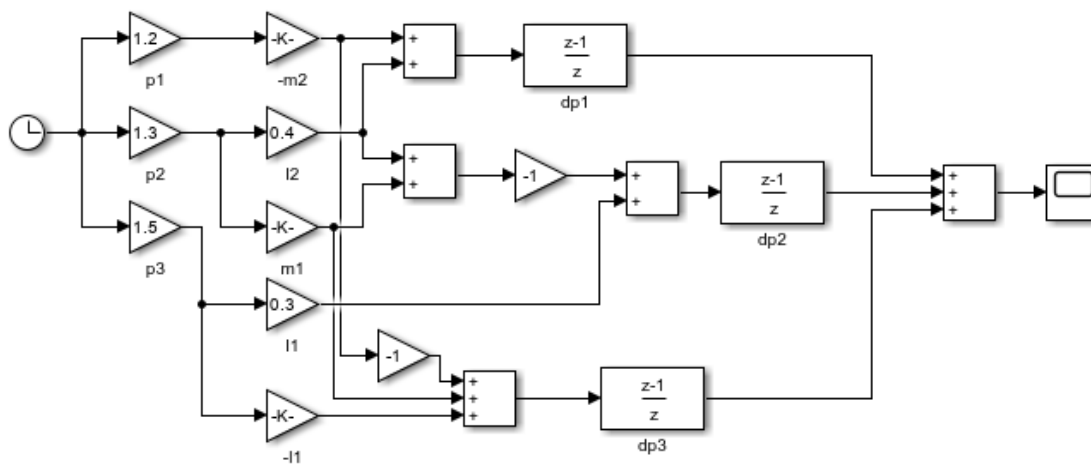 1.2
p1
-K-
-m2
+
+
z-1
z
dp1
1.3
p2
0.4
l2
+
+
-1
+
+
z-1
z
dp2
+
+
+
1.5
p3
-K-
m1
0.3
l1
-1
+
+
+
z-1
z
dp3
-K-
-l1